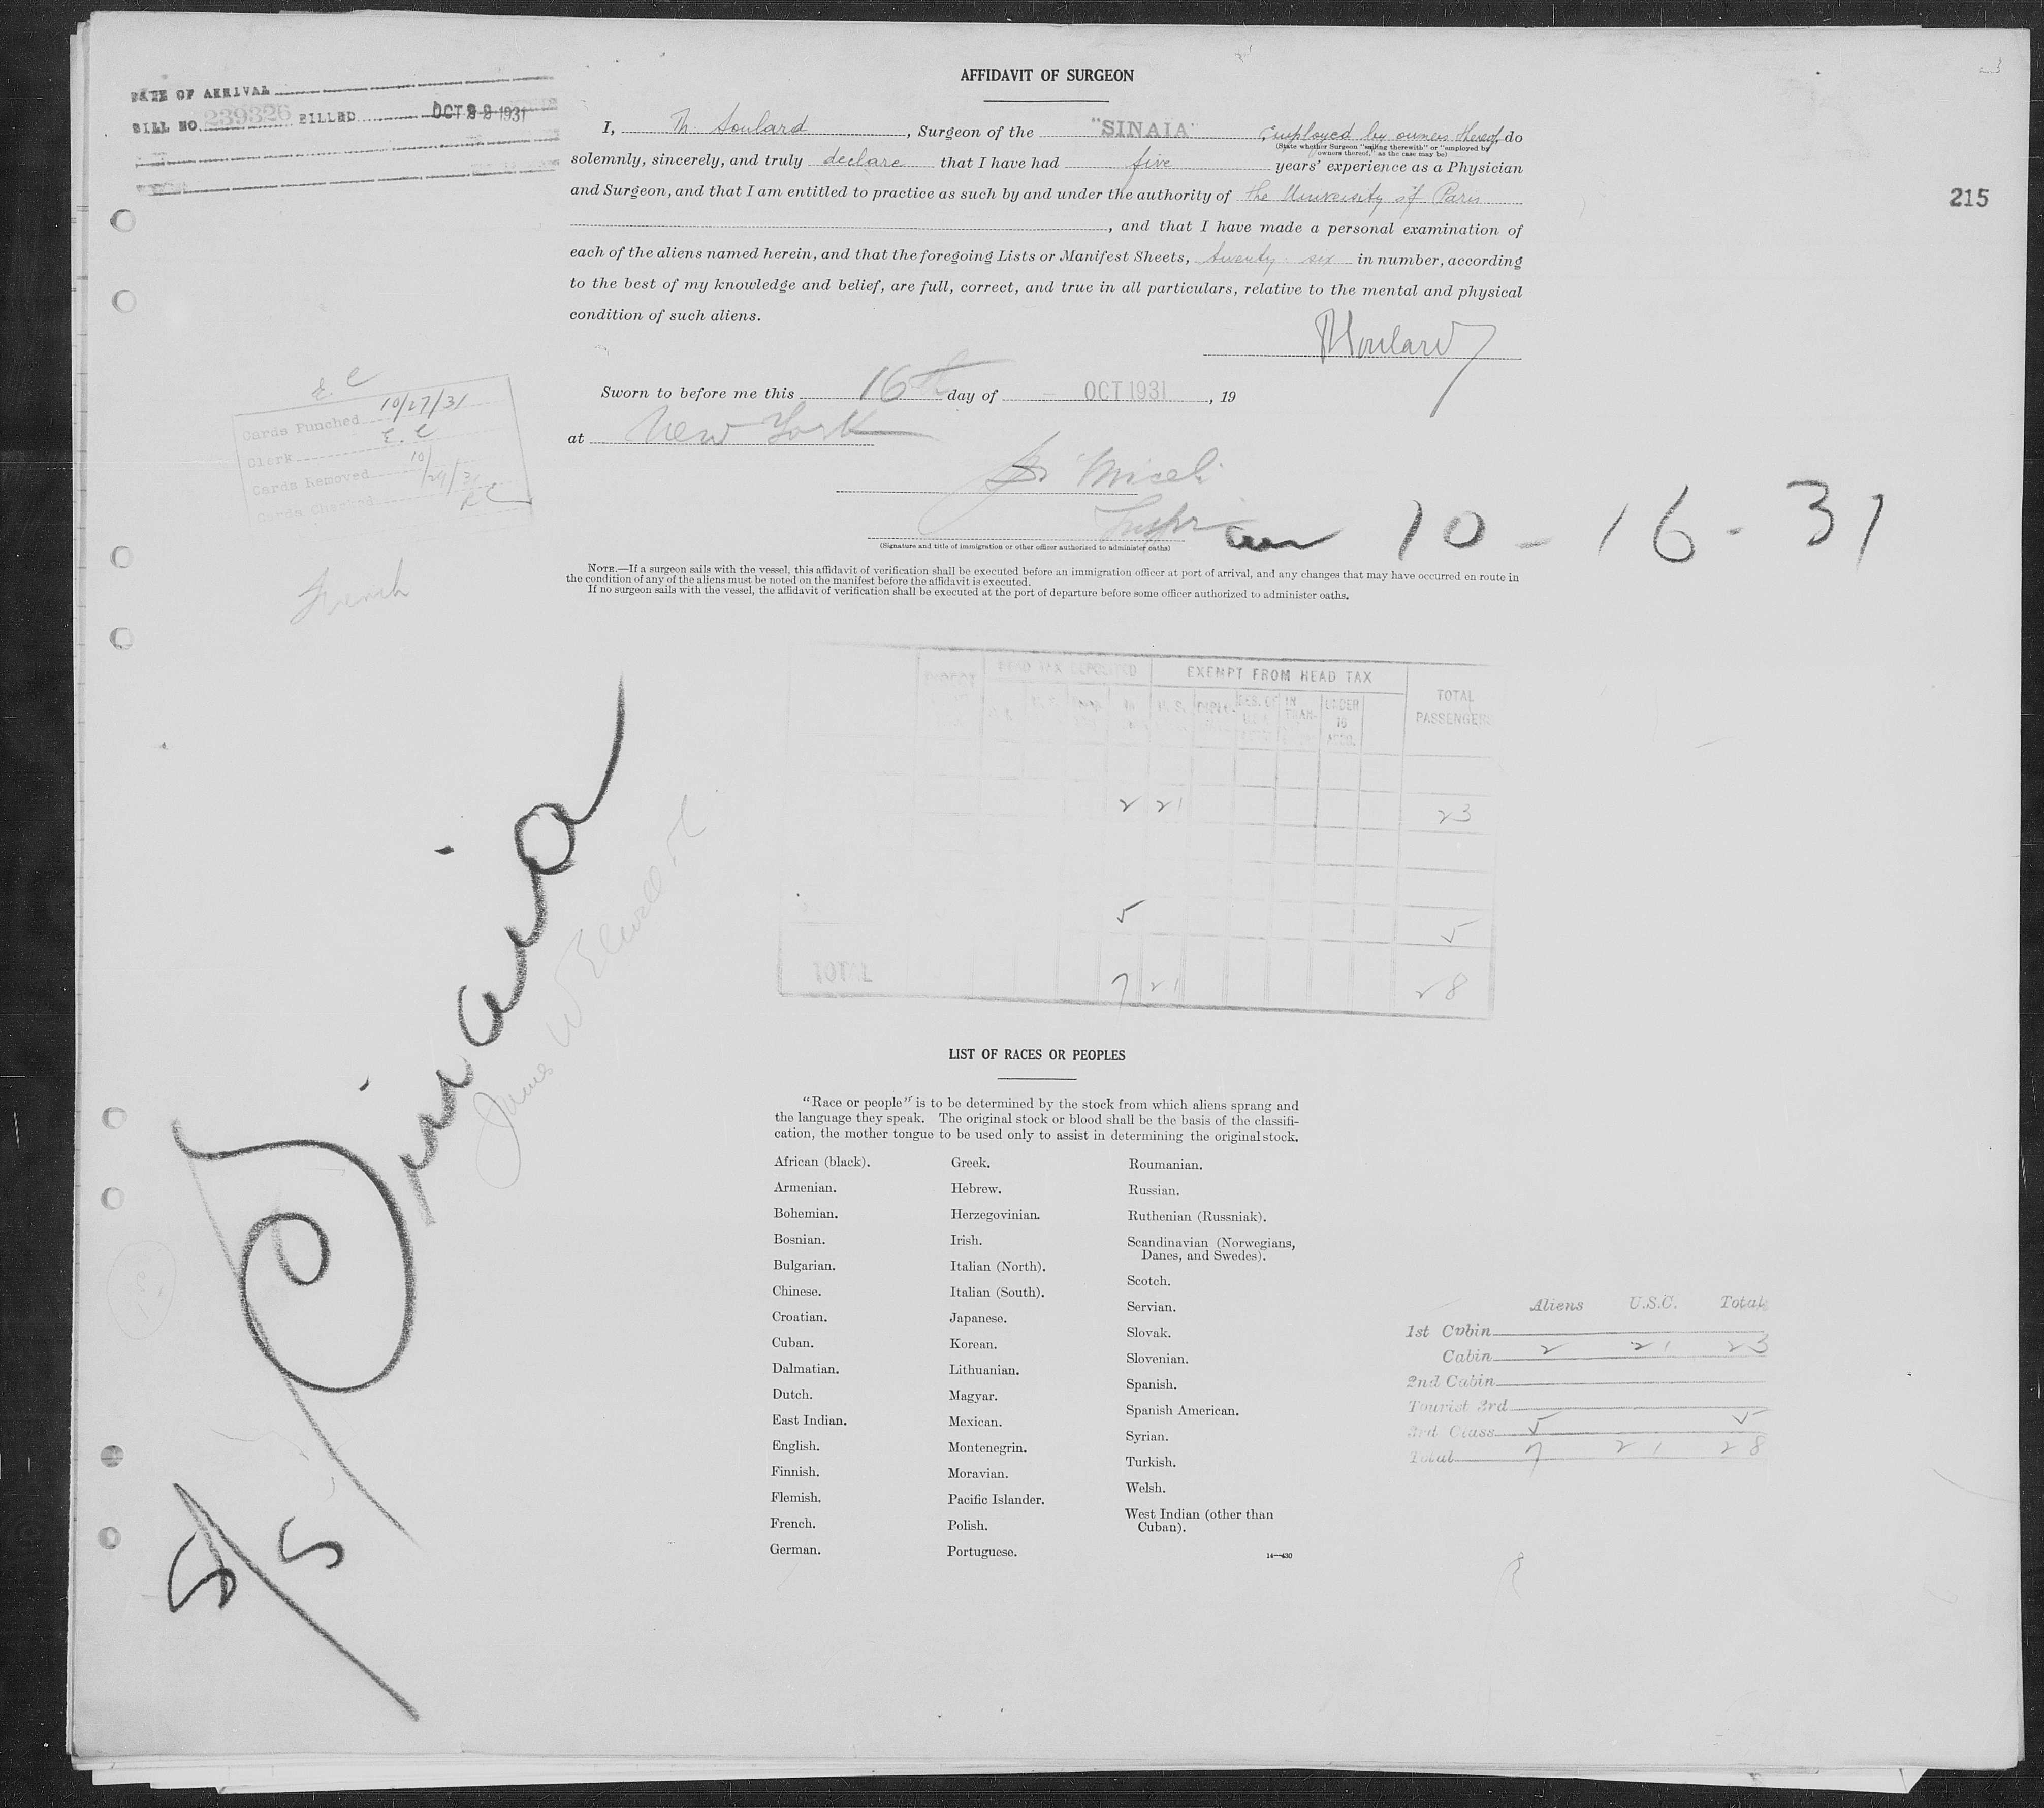 AFFIDAVIT OF SURGEON
DATE OF ARRIVAL
BILL NO. 239326 BILLED OCT 1931
215
I, Th. Soulard, Surgeon of the "SINAIA", employed by owners thereof, do
(State whether Surgeon "sailing therewith" or "employed by owners thereof," as the case may be)
solemnly, sincerely, and truly declare that I have had five years' experience as a Physician
and Surgeon, and that I am entitled to practice as such by and under the authority of the University of Paris
, and that I have made a personal examination of
each of the aliens named herein, and that the foregoing Lists or Manifest Sheets, twenty six in number, according
to the best of my knowledge and belief, are full, correct, and true in all particulars, relative to the mental and physical
condition of such aliens.
Soulard
Sworn to before me this 16th day of OCT 1931, 19
at New York
Miceli
Inspr
(Signature and title of immigration or other officer authorized to administer oaths)
arr 10-16-31
E. C
Cards Punched 10/27/31
Clerk E. C
Cards Removed 10/29/31
Cards Checked R C
French
NOTE.—If a surgeon sails with the vessel, this affidavit of verification shall be executed before an immigration officer at port of arrival, and any changes that may have occurred en route in
the condition of any of the aliens must be noted on the manifest before the affidavit is executed.
If no surgeon sails with the vessel, the affidavit of verification shall be executed at the port of departure before some officer authorized to administer oaths.
HEAD TAX DEPOSITED EXEMPT FROM HEAD TAX TOTAL PASSENGERS
U. S. DIPLO. IN TRAN. UNDER 16 ACCO.
2 21 23
5 5
TOTAL 7 21 28
S/S Sinaia
James W Elwell
LIST OF RACES OR PEOPLES
"Race or people" is to be determined by the stock from which aliens sprang and
the language they speak. The original stock or blood shall be the basis of the classifi-
cation, the mother tongue to be used only to assist in determining the original stock.
African (black).
Armenian.
Bohemian.
Bosnian.
Bulgarian.
Chinese.
Croatian.
Cuban.
Dalmatian.
Dutch.
East Indian.
English.
Finnish.
Flemish.
French.
German.
Greek.
Hebrew.
Herzegovinian.
Irish.
Italian (North).
Italian (South).
Japanese.
Korean.
Lithuanian.
Magyar.
Mexican.
Montenegrin.
Moravian.
Pacific Islander.
Polish.
Portuguese.
Roumanian.
Russian.
Ruthenian (Russniak).
Scandinavian (Norwegians,
Danes, and Swedes).
Scotch.
Servian.
Slovak.
Slovenian.
Spanish.
Spanish American.
Syrian.
Turkish.
Welsh.
West Indian (other than
Cuban).
14—430
Aliens U.S.C. Total
1st Cabin
Cabin 2 21 23
2nd Cabin
Tourist 3rd
3rd Class 5 5
Total 7 21 28